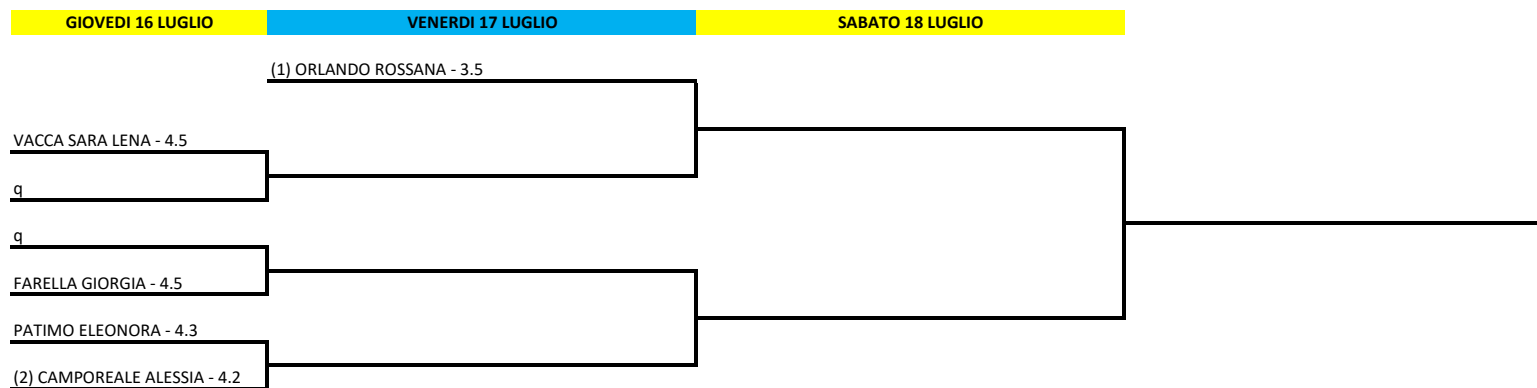 GIOVEDI 16 LUGLIO VENERDI 17 LUGLIO SABATO 18 LUGLIO
(1) ORLANDO ROSSANA - 3.5
VACCA SARA LENA - 4.5
q
q
FARELLA GIORGIA - 4.5
PATIMO ELEONORA - 4.3
(2) CAMPOREALE ALESSIA - 4.2